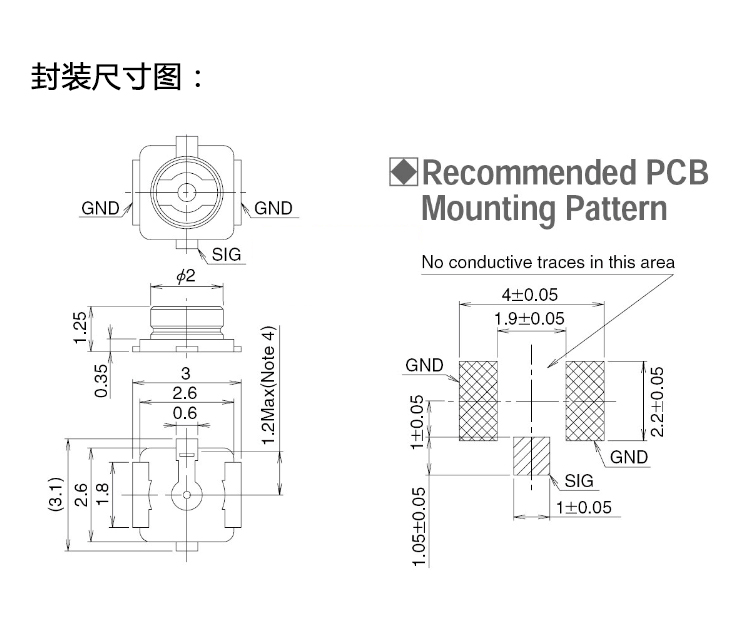 封装尺寸图：
GND
GND
SIG
ϕ2
1.25
0.35
3
2.6
0.6
1.2Max(Note 4)
(3.1)
2.6
1.8
Recommended PCB
Mounting Pattern
No conductive traces in this area
4±0.05
1.9±0.05
GND
1±0.05
2.2±0.05
GND
SIG
1±0.05
1.05±0.05